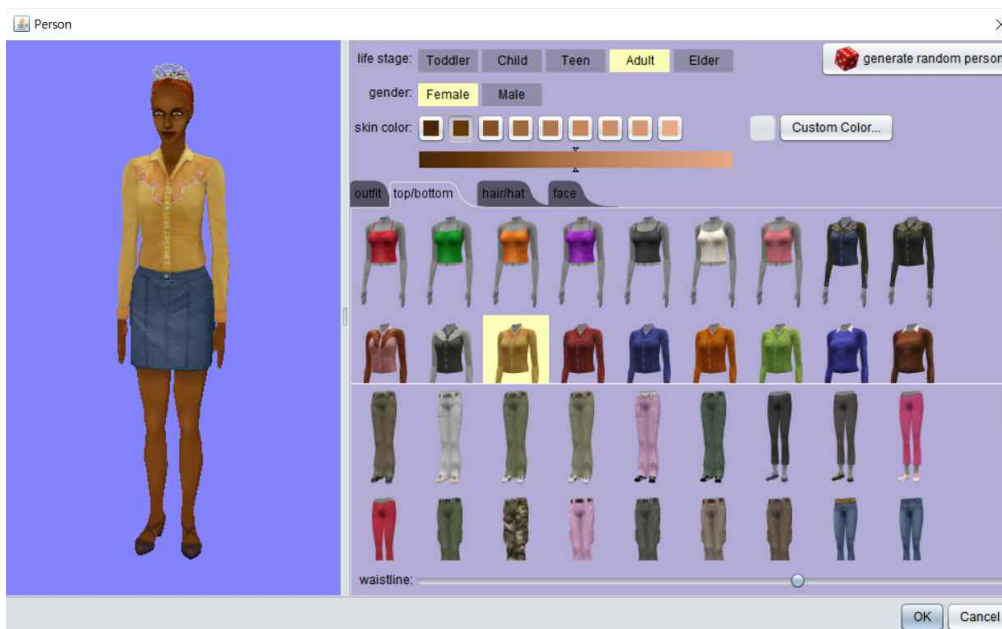 Person
life stage: Toddler Child Teen Adult Elder generate random person
gender: Female Male
skin color: Custom Color...
outfit top/bottom hair/hat face
waistline:
OK Cancel